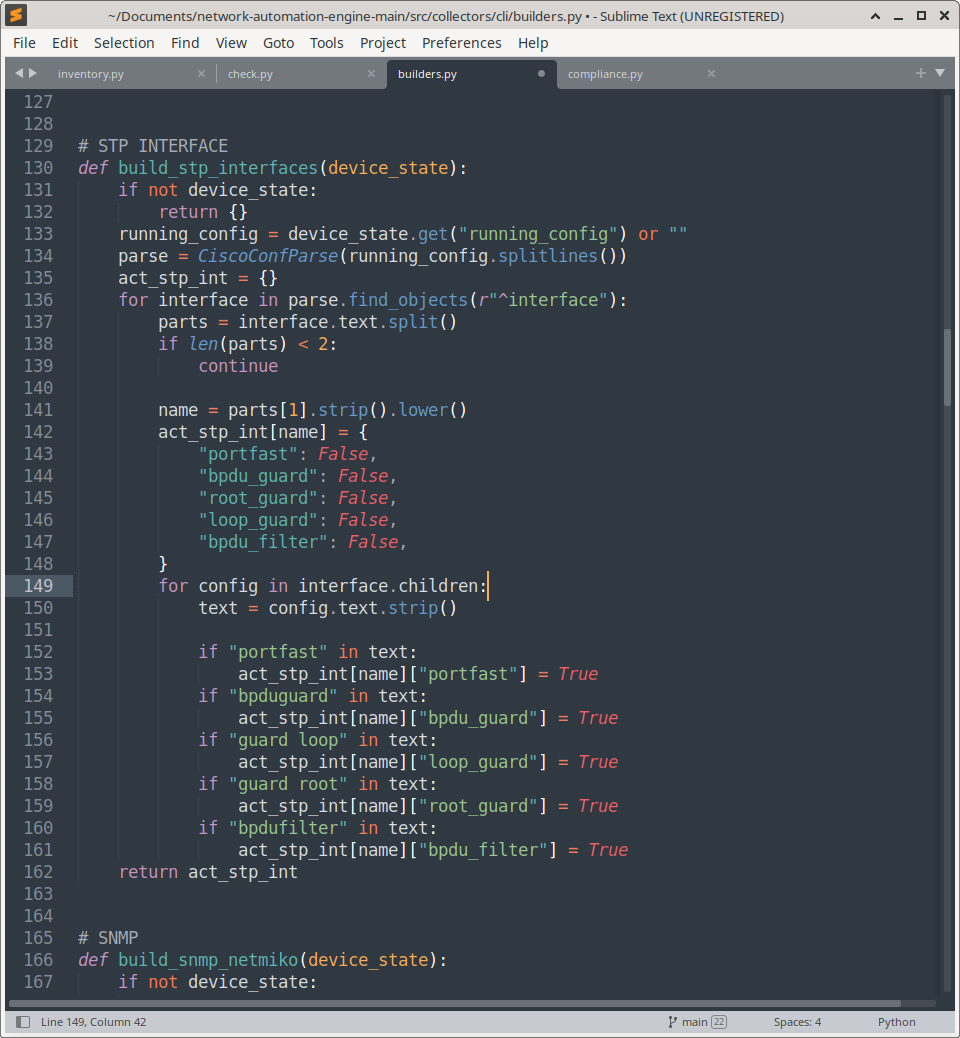 ~/Documents/network-automation-engine-main/src/collectors/cli/builders.py • - Sublime Text (UNREGISTERED)
File Edit Selection Find View Goto Tools Project Preferences Help
inventory.py check.py builders.py compliance.py
127
128
129 # STP INTERFACE
130 def build_stp_interfaces(device_state):
131     if not device_state:
132         return {}
133     running_config = device_state.get("running_config") or ""
134     parse = CiscoConfParse(running_config.splitlines())
135     act_stp_int = {}
136     for interface in parse.find_objects(r"^interface"):
137         parts = interface.text.split()
138         if len(parts) < 2:
139             continue
140
141         name = parts[1].strip().lower()
142         act_stp_int[name] = {
143             "portfast": False,
144             "bpdu_guard": False,
145             "root_guard": False,
146             "loop_guard": False,
147             "bpdu_filter": False,
148         }
149         for config in interface.children:
150             text = config.text.strip()
151
152             if "portfast" in text:
153                 act_stp_int[name]["portfast"] = True
154             if "bpduguard" in text:
155                 act_stp_int[name]["bpdu_guard"] = True
156             if "guard loop" in text:
157                 act_stp_int[name]["loop_guard"] = True
158             if "guard root" in text:
159                 act_stp_int[name]["root_guard"] = True
160             if "bpdufilter" in text:
161                 act_stp_int[name]["bpdu_filter"] = True
162     return act_stp_int
163
164
165 # SNMP
166 def build_snmp_netmiko(device_state):
167     if not device_state:
Line 149, Column 42 main 22 Spaces: 4 Python